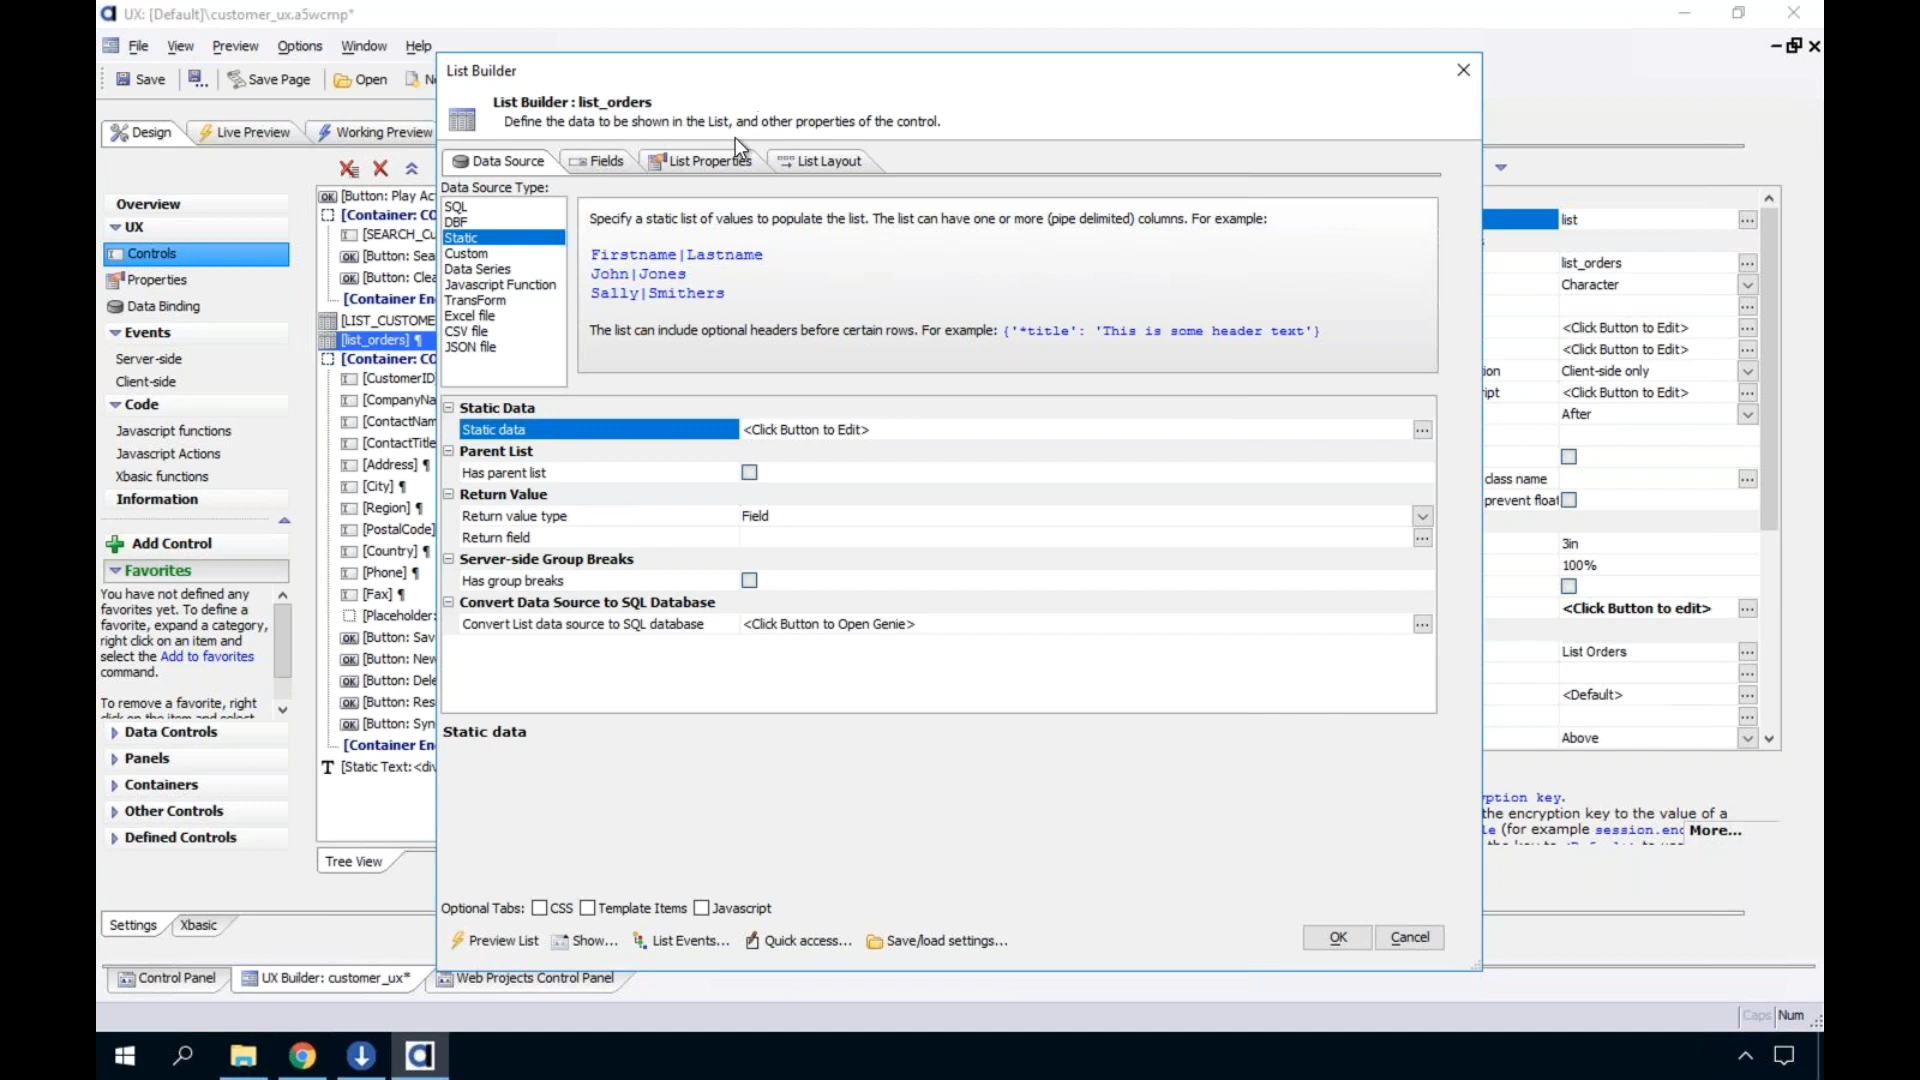 UX: [Default]\customer_ux.a5wcmp*
File View Preview Options Window Help
Save Save Page Open
Design Live Preview Working Preview
Overview
UX
Controls
Properties
Data Binding
Events
Server-side
Client-side
Code
Javascript functions
Javascript Actions
Xbasic functions
Information
Add Control
Favorites
You have not defined any
favorites yet. To define a
favorite, expand a category,
right click on an item and
select the Add to favorites
command.
To remove a favorite, right
click on the item and select
Data Controls
Panels
Containers
Other Controls
Defined Controls
[Button: Play Ac
[Container: CO
[SEARCH_Cu
[Button: Sea
[Button: Clea
[Container En
[LIST_CUSTOME
[list_orders] ¶
[Container: CO
[CustomerID
[CompanyNa
[ContactNam
[ContactTitle
[Address] ¶
[City] ¶
[Region] ¶
[PostalCode]
[Country] ¶
[Phone] ¶
[Fax] ¶
[Placeholder:
[Button: Sav
[Button: New
[Button: Dele
[Button: Res
[Button: Syn
[Container En
[Static Text: <div
Tree View
Settings Xbasic
Control Panel UX Builder: customer_ux* Web Projects Control Panel
List Builder
List Builder : list_orders
Define the data to be shown in the List, and other properties of the control.
Data Source Fields List Properties List Layout
Data Source Type:
SQL
DBF
Static
Custom
Data Series
Javascript Function
TransForm
Excel file
CSV file
JSON file
Specify a static list of values to populate the list. The list can have one or more (pipe delimited) columns. For example:
Firstname|Lastname
John|Jones
Sally|Smithers
The list can include optional headers before certain rows. For example: {'*title': 'This is some header text'}
Static Data
Static data <Click Button to Edit>
Parent List
Has parent list
Return Value
Return value type Field
Return field
Server-side Group Breaks
Has group breaks
Convert Data Source to SQL Database
Convert List data source to SQL database <Click Button to Open Genie>
Static data
Optional Tabs: CSS Template Items Javascript
Preview List Show... List Events... Quick access... Save/load settings...
OK Cancel
list
list_orders
Character
<Click Button to Edit>
<Click Button to Edit>
ion Client-side only
ipt <Click Button to Edit>
After
class name
prevent float
3in
100%
<Click Button to edit>
List Orders
<Default>
Above
ption key.
the encryption key to the value of a
le (for example session.enc More...
Caps Num